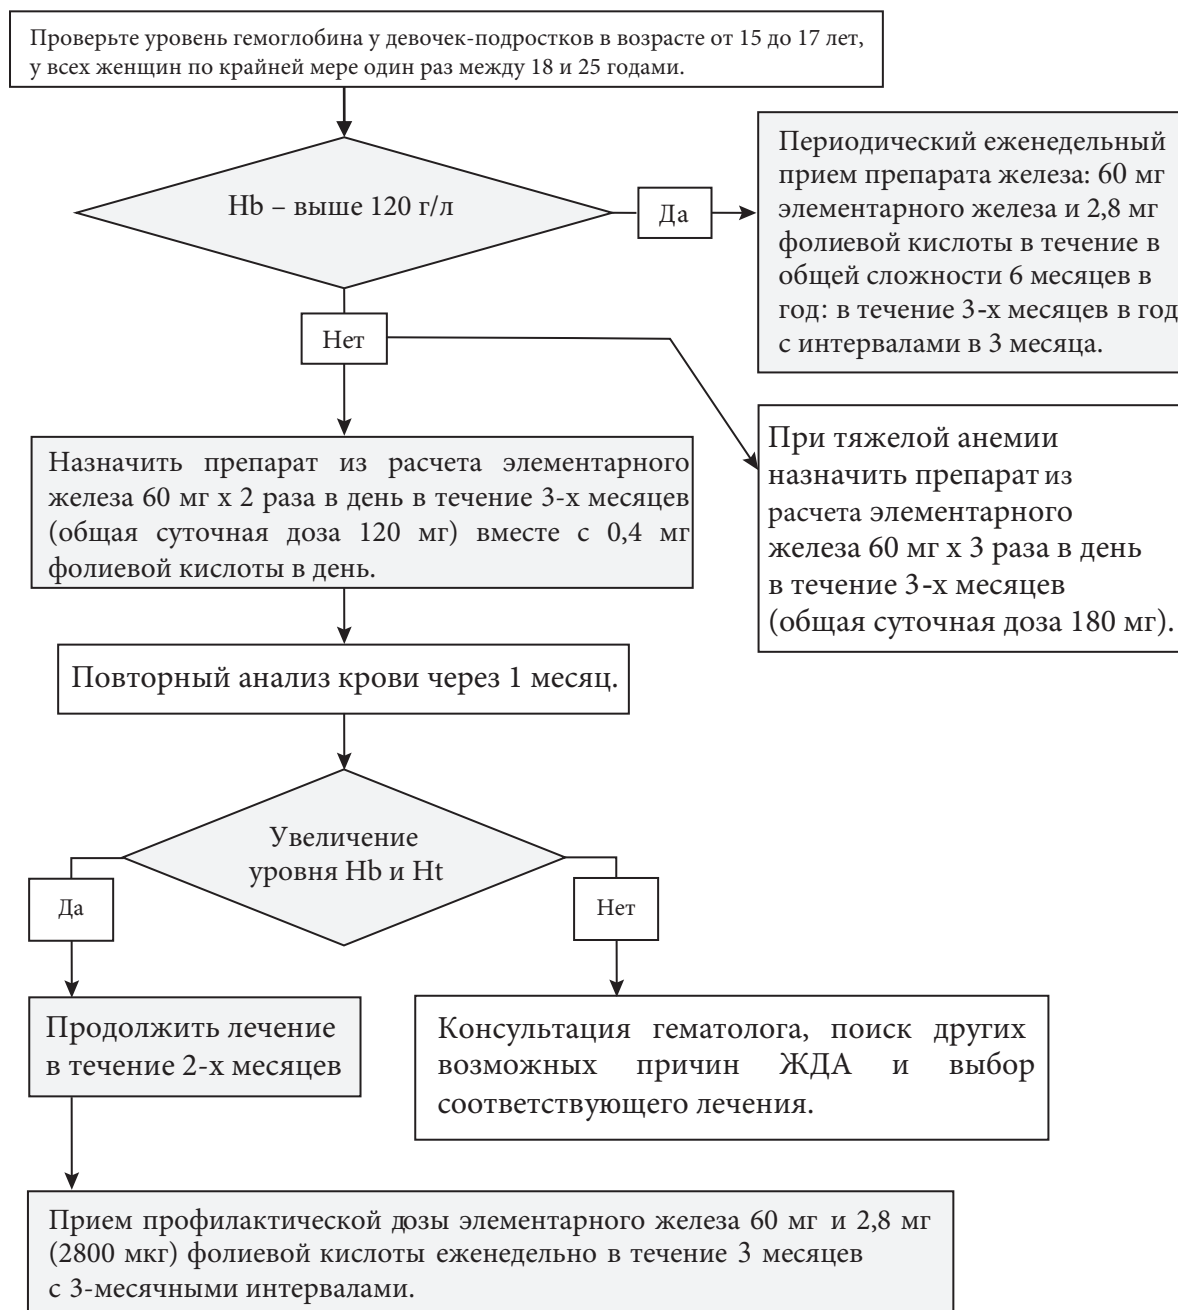 Проверьте уровень гемоглобина у девочек-подростков в возрасте от 15 до 17 лет,
у всех женщин по крайней мере один раз между 18 и 25 годами.
Hb – выше 120 г/л
Да
Периодический еженедельный
прием препарата железа: 60 мг
элементарного железа и 2,8 мг
фолиевой кислоты в течение в
общей сложности 6 месяцев в
год: в течение 3-х месяцев в год
с интервалами в 3 месяца.
Нет
При тяжелой анемии
назначить препарат из
расчета элементарного
железа 60 мг х 3 раза в день
в течение 3-х месяцев
(общая суточная доза 180 мг).
Назначить препарат из расчета элементарного
железа 60 мг х 2 раза в день в течение 3-х месяцев
(общая суточная доза 120 мг) вместе с 0,4 мг
фолиевой кислоты в день.
Повторный анализ крови через 1 месяц.
Увеличение
уровня Hb и Ht
Да
Нет
Продолжить лечение
в течение 2-х месяцев
Консультация гематолога, поиск других
возможных причин ЖДА и выбор
соответствующего лечения.
Прием профилактической дозы элементарного железа 60 мг и 2,8 мг
(2800 мкг) фолиевой кислоты еженедельно в течение 3 месяцев
с 3-месячными интервалами.